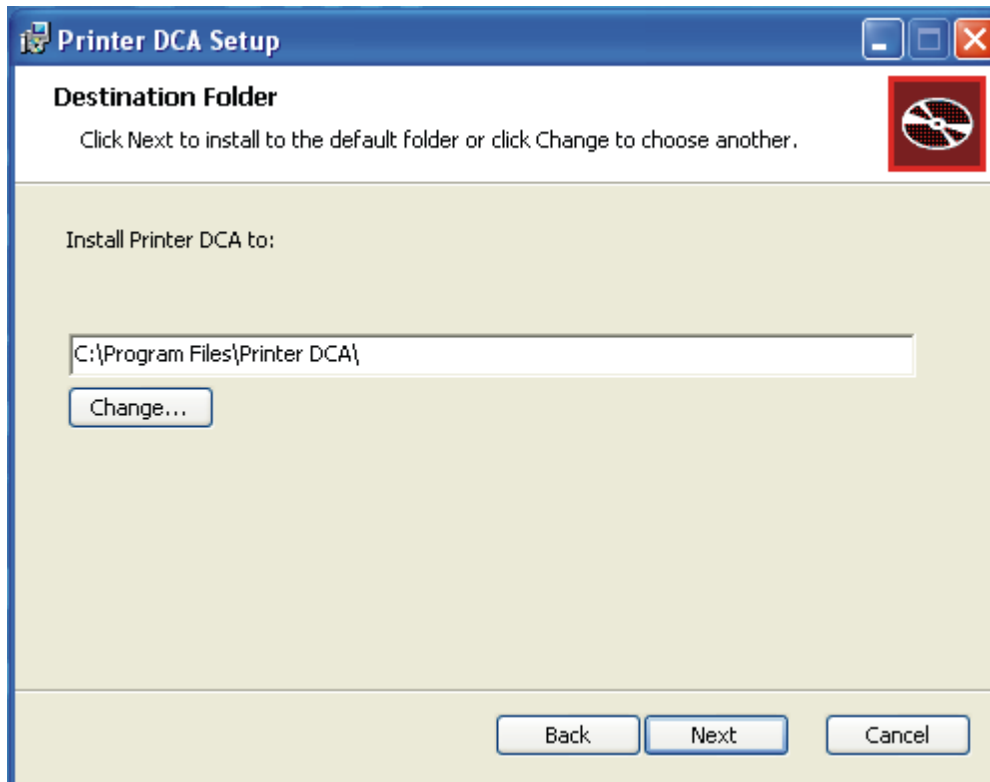 Printer DCA Setup
Destination Folder
Click Next to install to the default folder or click Change to choose another.
Install Printer DCA to:
C:\Program Files\Printer DCA\
Change...
Back Next Cancel